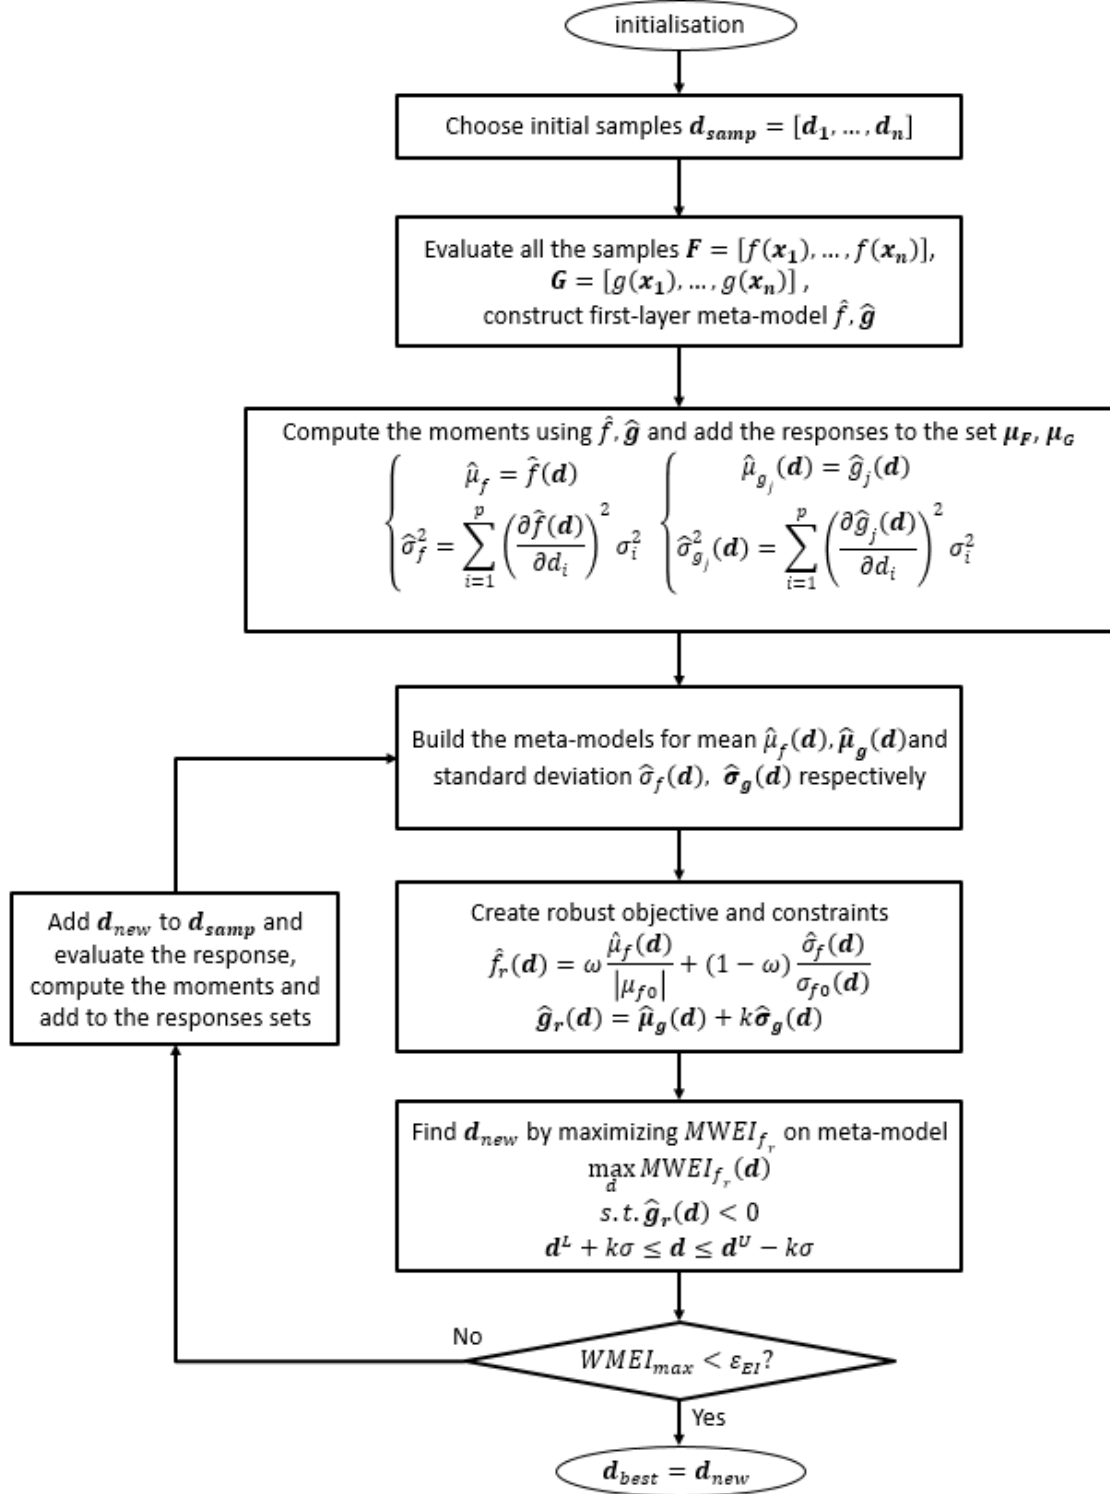 initialisation
Choose initial samples 𝒅_samp = [𝒅_1, … , 𝒅_n]
Evaluate all the samples 𝑭 = [f(𝒙_1), … , f(𝒙_n)],
𝑮 = [g(𝒙_1), … , g(𝒙_n)] ,
construct first-layer meta-model f̂, 𝒈̂
Compute the moments using f̂, 𝒈̂ and add the responses to the set 𝝁_F, 𝝁_G
μ̂_f = f̂(𝒅)
σ̂_f^2 = ∑_{i=1}^{p} (∂f̂(𝒅)/∂d_i)^2 σ_i^2
μ̂_{g_j}(𝒅) = ĝ_j(𝒅)
σ̂_{g_j}^2(𝒅) = ∑_{i=1}^{p} (∂ĝ_j(𝒅)/∂d_i)^2 σ_i^2
Build the meta-models for mean μ̂_f(𝒅), 𝝁̂_g(𝒅)and
standard deviation σ̂_f(𝒅), 𝝈̂_g(𝒅) respectively
Add 𝒅_new to 𝒅_samp and
evaluate the response,
compute the moments and
add to the responses sets
Create robust objective and constraints
f̂_r(𝒅) = ω μ̂_f(𝒅)/|μ_f0| + (1 − ω) σ̂_f(𝒅)/σ_f0(𝒅)
𝒈̂_r(𝒅) = 𝝁̂_g(𝒅) + k𝝈̂_g(𝒅)
Find 𝒅_new by maximizing MWEI_{f_r} on meta-model
max_d MWEI_{f_r}(𝒅)
s.t. 𝒈̂_r(𝒅) < 0
𝒅^L + kσ ≤ 𝒅 ≤ 𝒅^U − kσ
No
WMEI_max < ε_EI?
Yes
𝒅_best = 𝒅_new